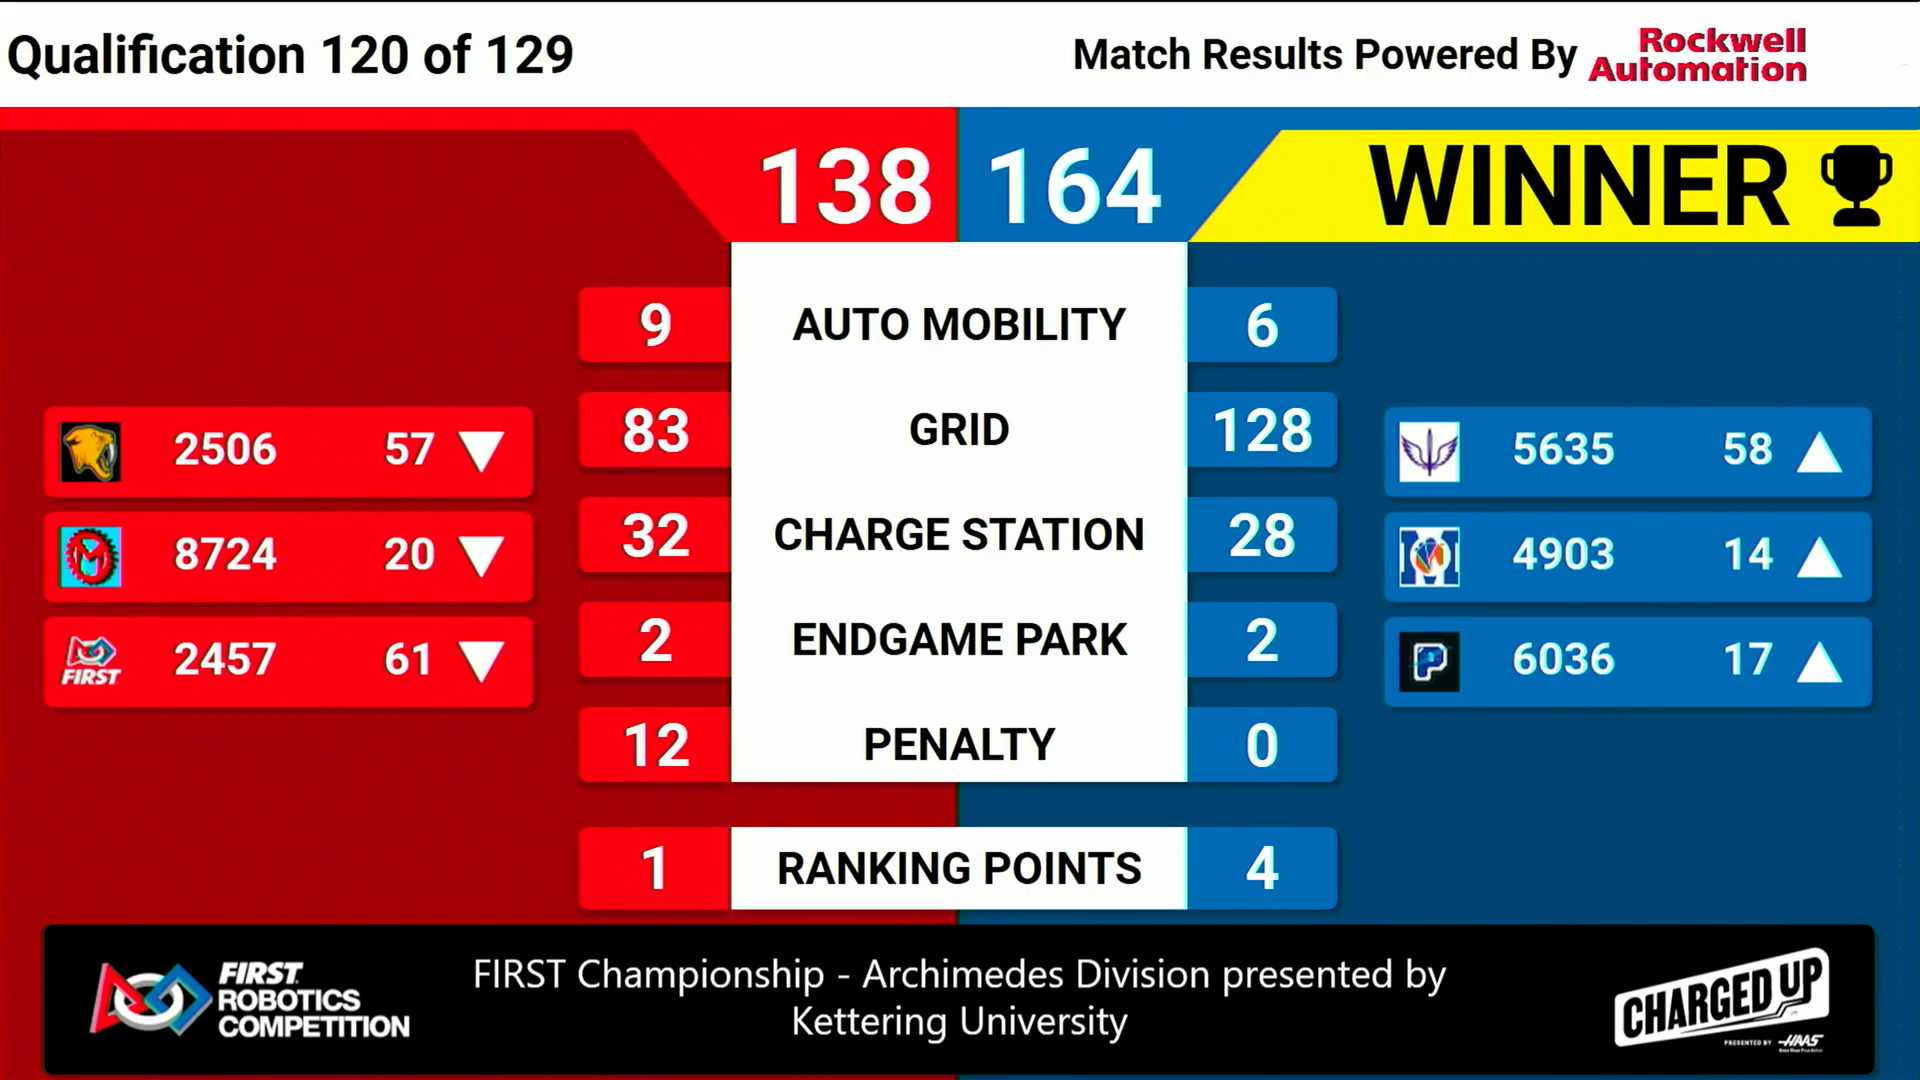 Qualification 120 of 129
Match Results Powered By
Rockwell
Automation
138 164 WINNER
9 AUTO MOBILITY 6
83 GRID 128
2506 57
5635 58
32 CHARGE STATION 28
8724 20
4903 14
2 ENDGAME PARK 2
FIRST 2457 61
P 6036 17
12 PENALTY 0
1 RANKING POINTS 4
FIRST
ROBOTICS
COMPETITION
FIRST Championship - Archimedes Division presented by
Kettering University
CHARGED UP
PRESENTED BY HAAS